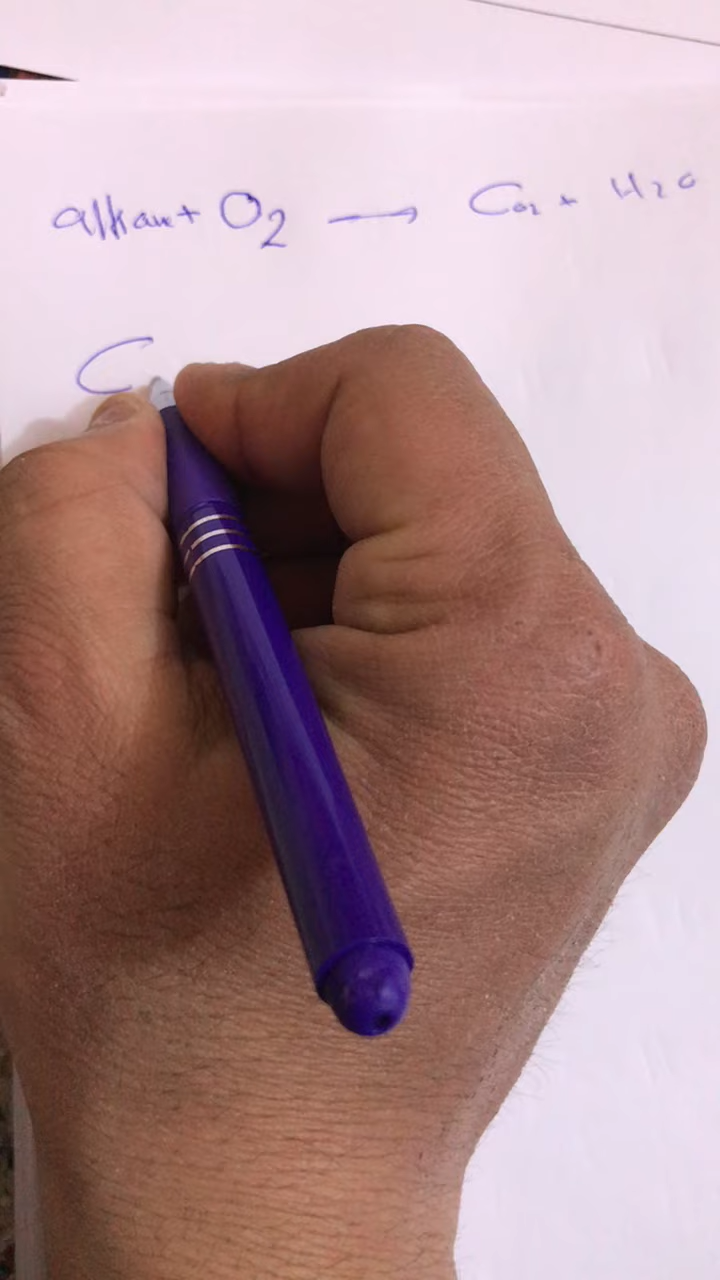 alkan + O2 → Co2 + H2O
C